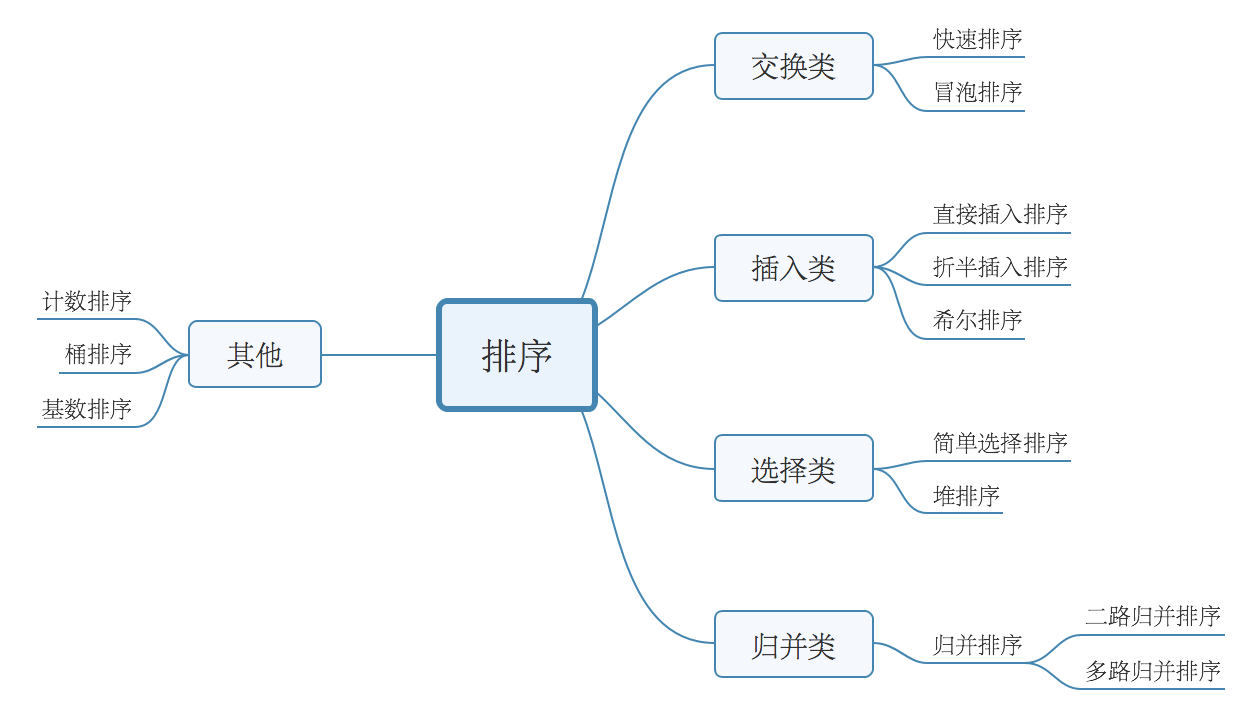 排序
交换类
快速排序
冒泡排序
插入类
直接插入排序
折半插入排序
希尔排序
选择类
简单选择排序
堆排序
归并类
归并排序
二路归并排序
多路归并排序
其他
计数排序
桶排序
基数排序